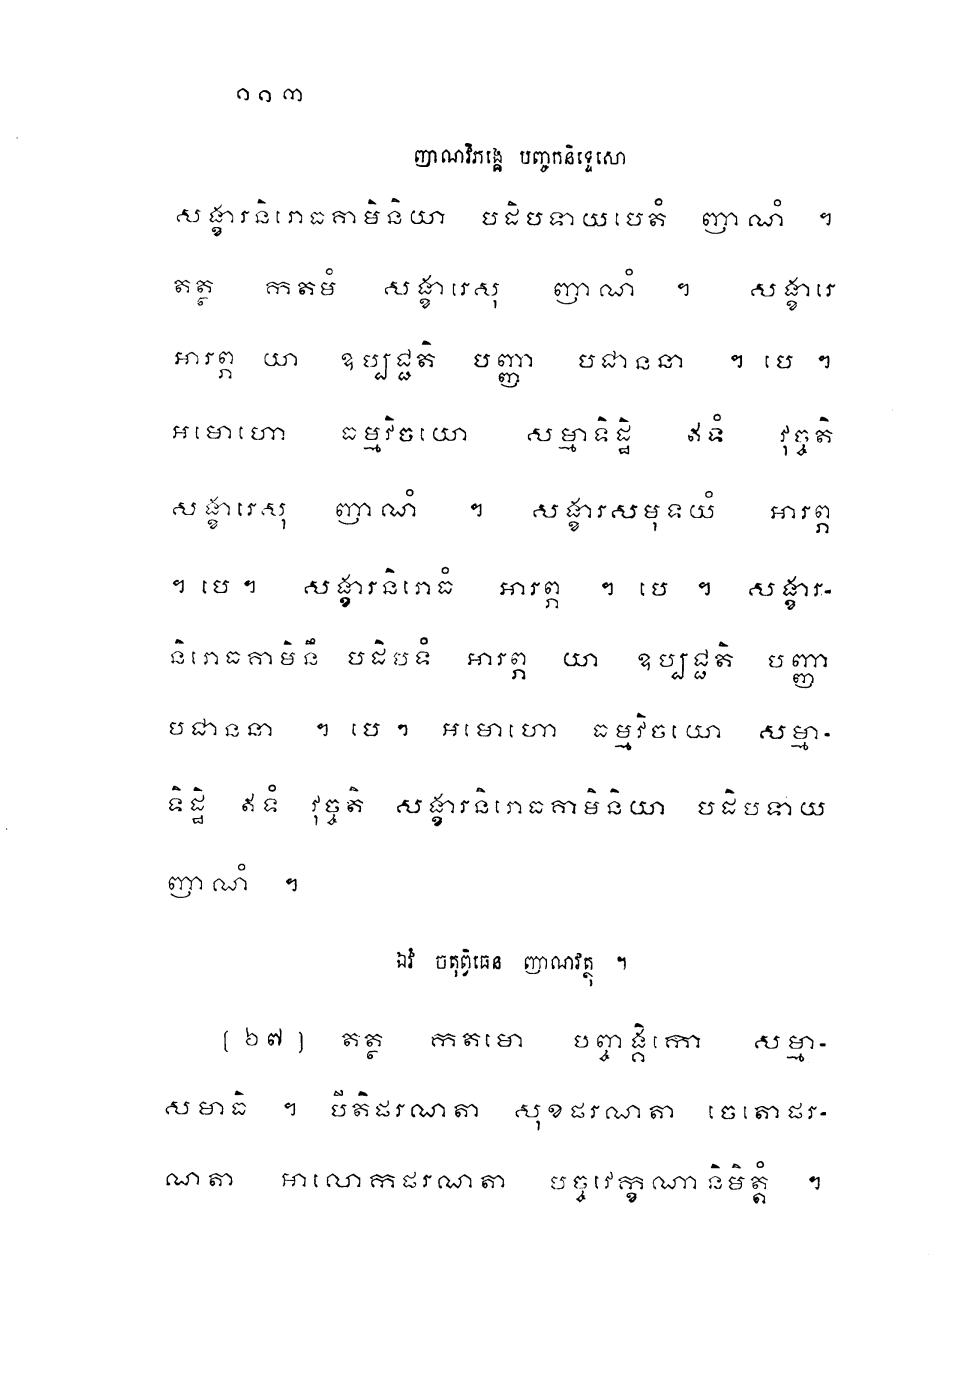 ១១៣
ញាណវិភង្គេ បញ្ចកនិទ្ទេសោ
សង្ខារនិរោធគាមិនិយា បដិបទាយបេតំ ញាណំ ។
តត្ថ កតមំ សង្ខារេសុ ញាណំ ។ សង្ខារេ
អារព្ភ យា ឧប្បជ្ជតិ បញ្ញា បជាននា ។ បេ ។
អមោហោ ធម្មវិចយោ សម្មាទិដ្ឋិ ឥទំ វុច្ចតិ
សង្ខារេសុ ញាណំ ។ សង្ខារសមុទយំ អារព្ភ
។ បេ ។ សង្ខារនិរោធំ អារព្ភ ។ បេ ។ សង្ខារ-
និរោធគាមិនឹ បដិបទំ អារព្ភ យា ឧប្បជ្ជតិ បញ្ញា
បជាននា ។ បេ ។ អមោហោ ធម្មវិចយោ សម្មា-
ទិដ្ឋិ ឥទំ វុច្ចតិ សង្ខារនិរោធគាមិនិយា បដិបទាយ
ញាណំ ។
ឯវំ ចតុព្វិធេន ញាណវត្ថុ ។
(៦៧) តត្ថ កតមោ បញ្ចង្គិកោ សម្មា-
សមាធិ ។ បីតិផរណតា សុខផរណតា ចេតោផរ-
ណតា អាលោកផរណតា បច្ចវេក្ខណានិមិត្តំ ។